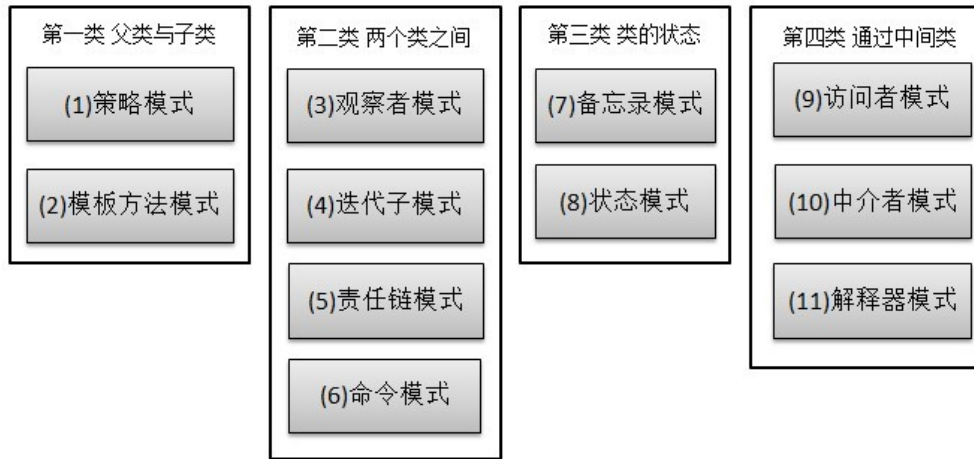 第一类 父类与子类
(1)策略模式
(2)模板方法模式
第二类 两个类之间
(3)观察者模式
(4)迭代子模式
(5)责任链模式
(6)命令模式
第三类 类的状态
(7)备忘录模式
(8)状态模式
第四类 通过中间类
(9)访问者模式
(10)中介者模式
(11)解释器模式